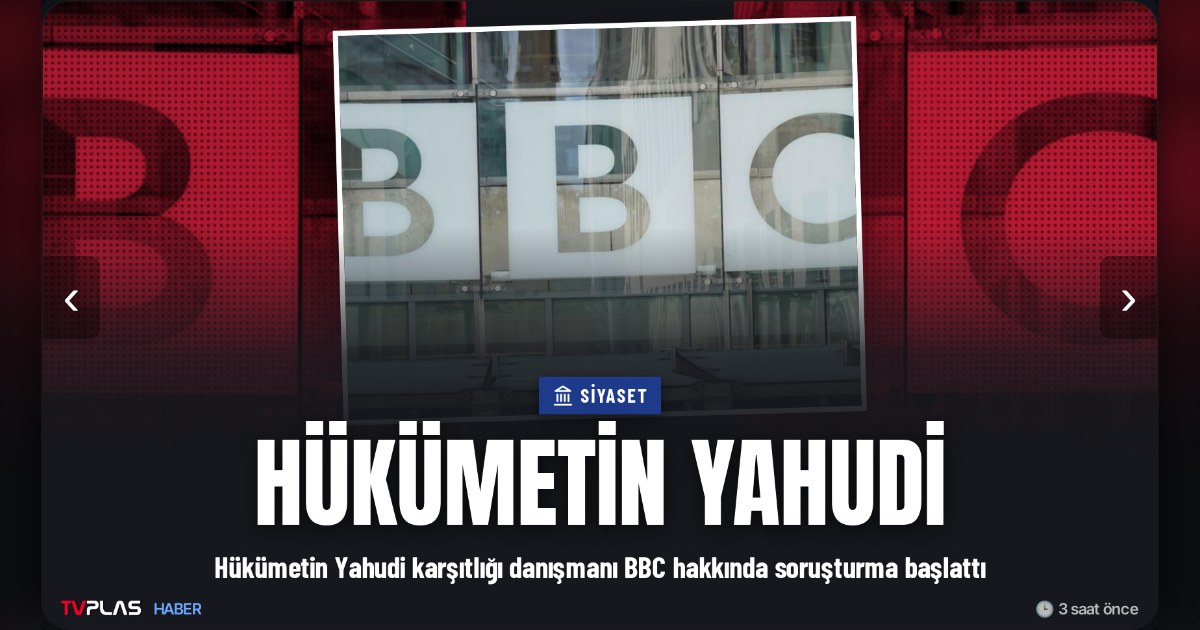 BBC
SİYASET
HÜKÜMETİN YAHUDİ
Hükümetin Yahudi karşıtlığı danışmanı BBC hakkında soruşturma başlattı
TVPLAS HABER
3 saat önce